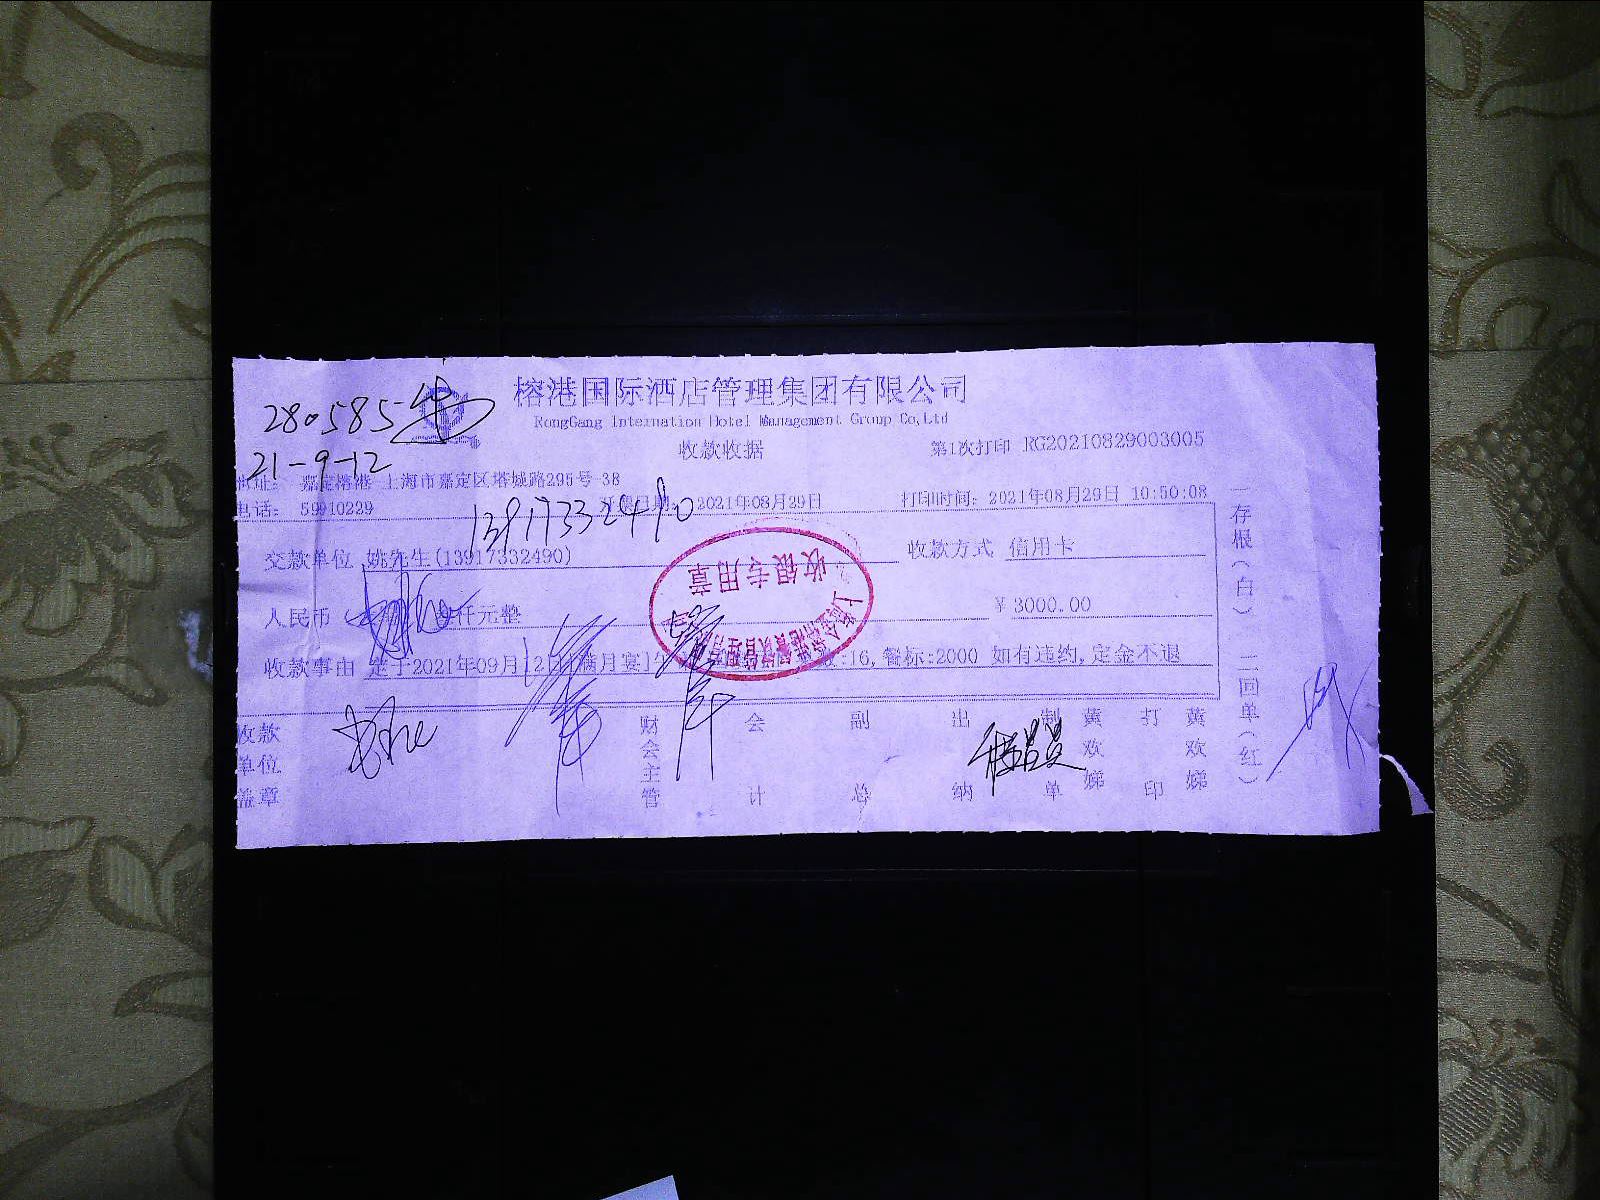 榕港国际酒店管理集团有限公司
RongGang Internation Hotel Management Group Co,Ltd
280585
收款收据
第1次打印 RG20210829003005
21-9-12
地址: 嘉定榕港 上海市嘉定区塔城路295号-3B
电话: 59910229 开票日期: 2021年08月29日 打印时间: 2021年08月29日 10:50:08
13917332490
交款单位 姚先生(13917332490) 收款方式 信用卡
人民币 叁仟元整 ¥3000.00
收款事由 定于2021年09月12日[满月宴] :16,餐标:2000 如有违约,定金不退
收银专用章
收款单位盖章 财会主管 会计 副总 出纳 制单 黄欢娣 打印 黄欢娣
一存根(白) 二回单(红)